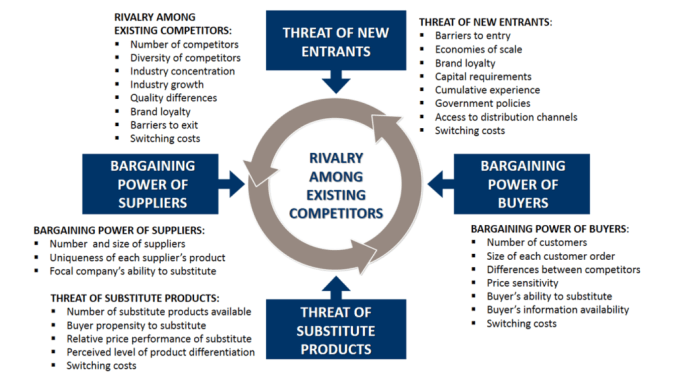 RIVALRY AMONG
EXISTING COMPETITORS:
▪ Number of competitors
▪ Diversity of competitors
▪ Industry concentration
▪ Industry growth
▪ Quality differences
▪ Brand loyalty
▪ Barriers to exit
▪ Switching costs
THREAT OF NEW
ENTRANTS
THREAT OF NEW ENTRANTS:
▪ Barriers to entry
▪ Economies of scale
▪ Brand loyalty
▪ Capital requirements
▪ Cumulative experience
▪ Government policies
▪ Access to distribution channels
▪ Switching costs
BARGAINING
POWER OF
SUPPLIERS
RIVALRY
AMONG
EXISTING
COMPETITORS
BARGAINING
POWER OF
BUYERS
BARGAINING POWER OF SUPPLIERS:
▪ Number and size of suppliers
▪ Uniqueness of each supplier's product
▪ Focal company's ability to substitute
BARGAINING POWER OF BUYERS:
▪ Number of customers
▪ Size of each customer order
▪ Differences between competitors
▪ Price sensitivity
▪ Buyer's ability to substitute
▪ Buyer's information availability
▪ Switching costs
THREAT OF SUBSTITUTE PRODUCTS:
▪ Number of substitute products available
▪ Buyer propensity to substitute
▪ Relative price performance of substitute
▪ Perceived level of product differentiation
▪ Switching costs
THREAT OF
SUBSTITUTE
PRODUCTS